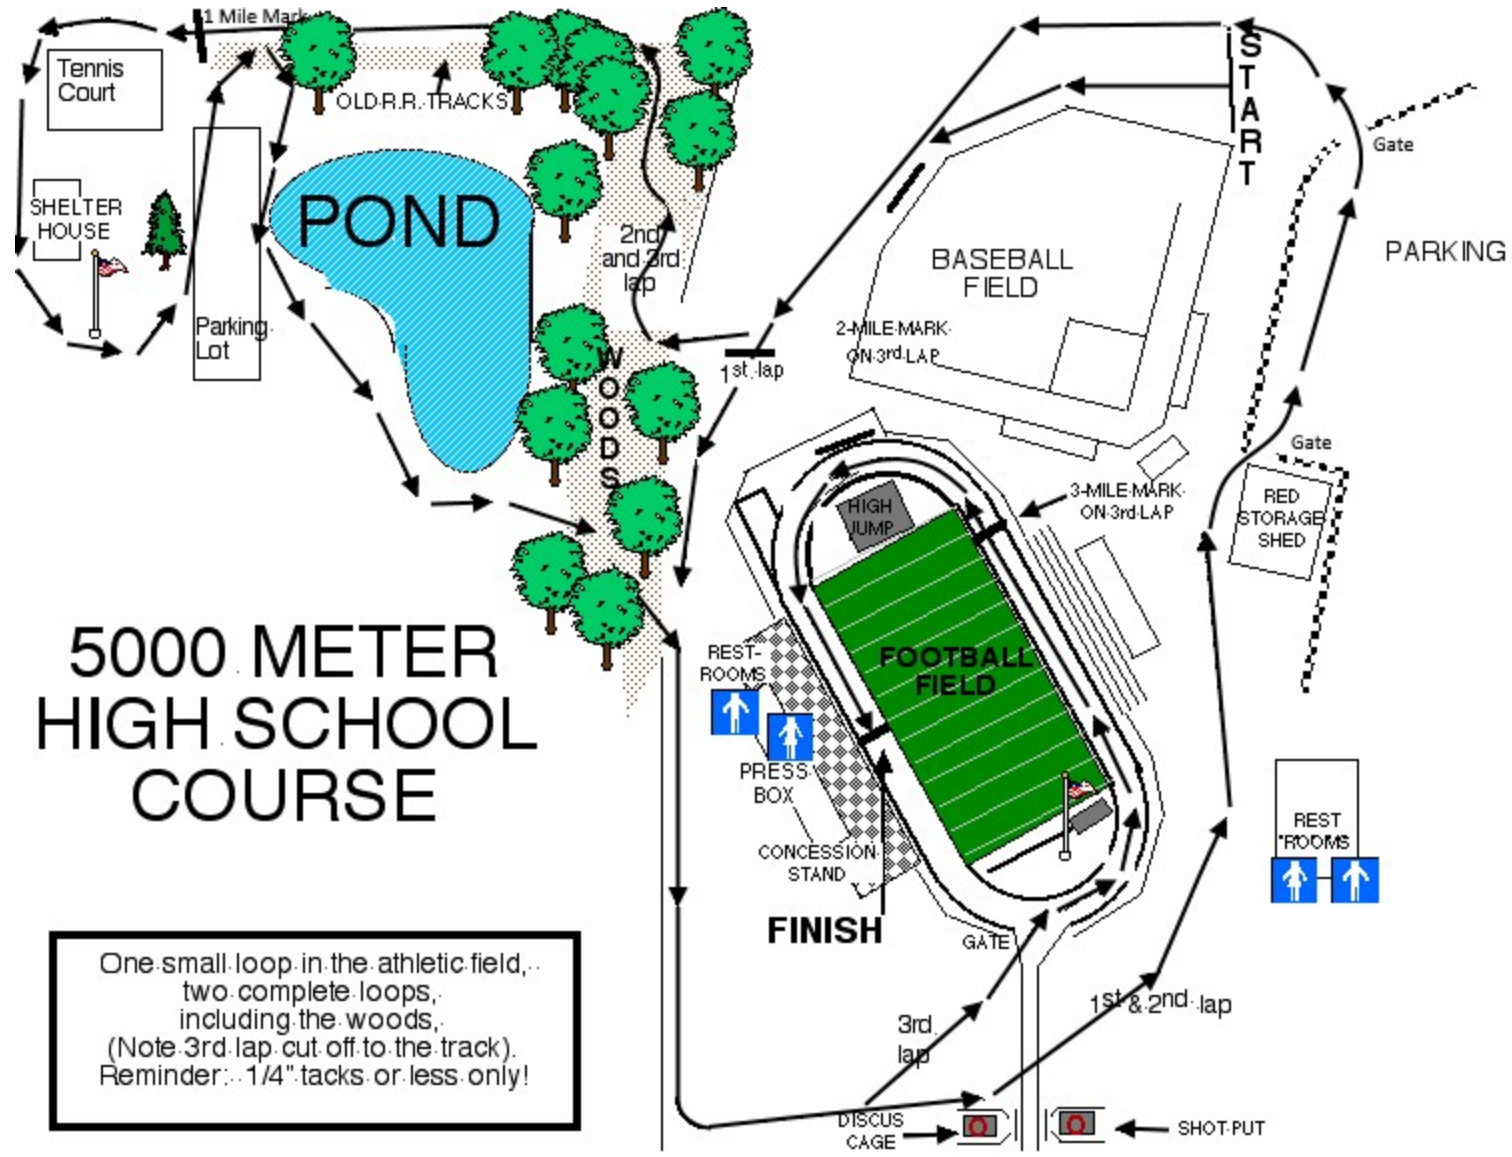 1 Mile Mark
Tennis
Court
OLD R.R. TRACKS
START
Gate
SHELTER
HOUSE
POND
2nd
and 3rd
lap
BASEBALL
FIELD
PARKING
Parking
Lot
2-MILE MARK
ON 3rd LAP
1st lap
WOODS
Gate
3-MILE MARK
ON 3rd LAP
RED
STORAGE
SHED
HIGH
JUMP
5000 METER
HIGH SCHOOL
COURSE
REST-
ROOMS
FOOTBALL
FIELD
PRESS
BOX
CONCESSION
STAND
REST
ROOMS
FINISH
GATE
One small loop in the athletic field,
two complete loops,
including the woods,
(Note 3rd lap cut off to the track).
Reminder: 1/4" tacks or less only!
3rd
lap
1st & 2nd lap
DISCUS
CAGE
SHOT PUT